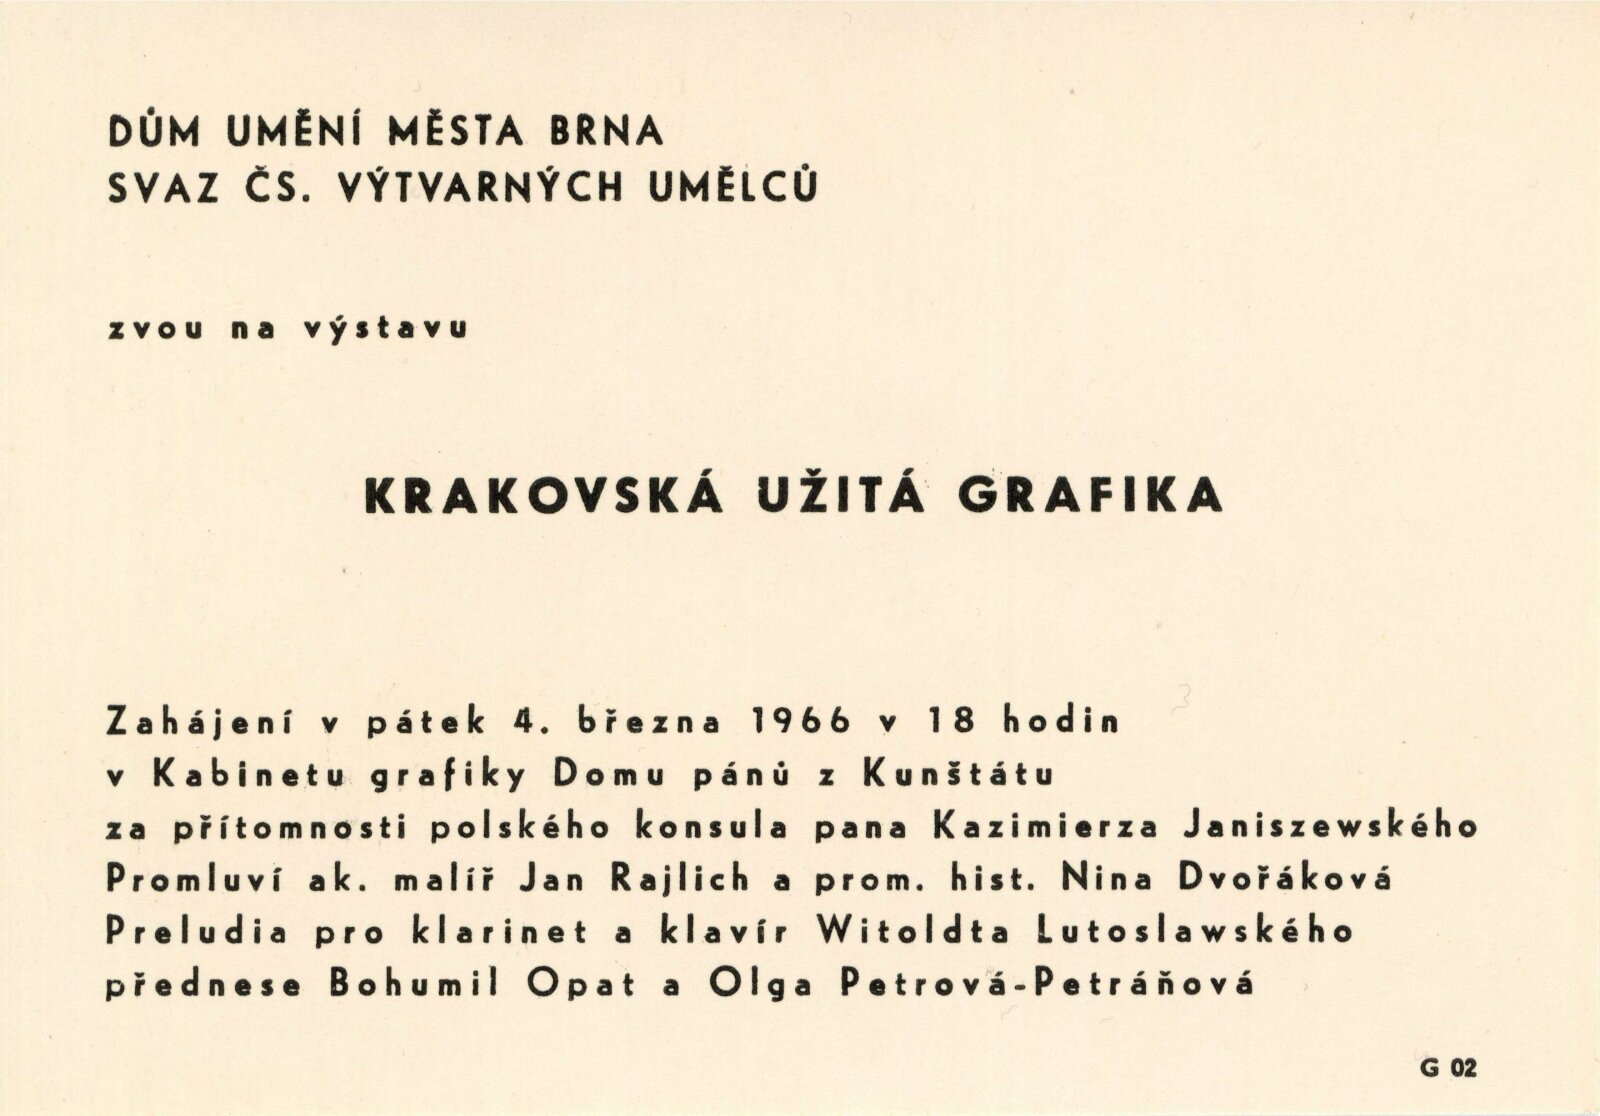 DŮM UMĚNÍ MĚSTA BRNA
SVAZ ČS. VÝTVARNÝCH UMĚLCŮ
zvou na výstavu
KRAKOVSKÁ UŽITÁ GRAFIKA
Zahájení v pátek 4. března 1966 v 18 hodin
v Kabinetu grafiky Domu pánů z Kunštátu
za přítomnosti polského konsula pana Kazimierza Janiszewského
Promluví ak. malíř Jan Rajlich a prom. hist. Nina Dvořáková
Preludia pro klarinet a klavír Witoldta Lutoslawského
přednese Bohumil Opat a Olga Petrová-Petráňová
G 02